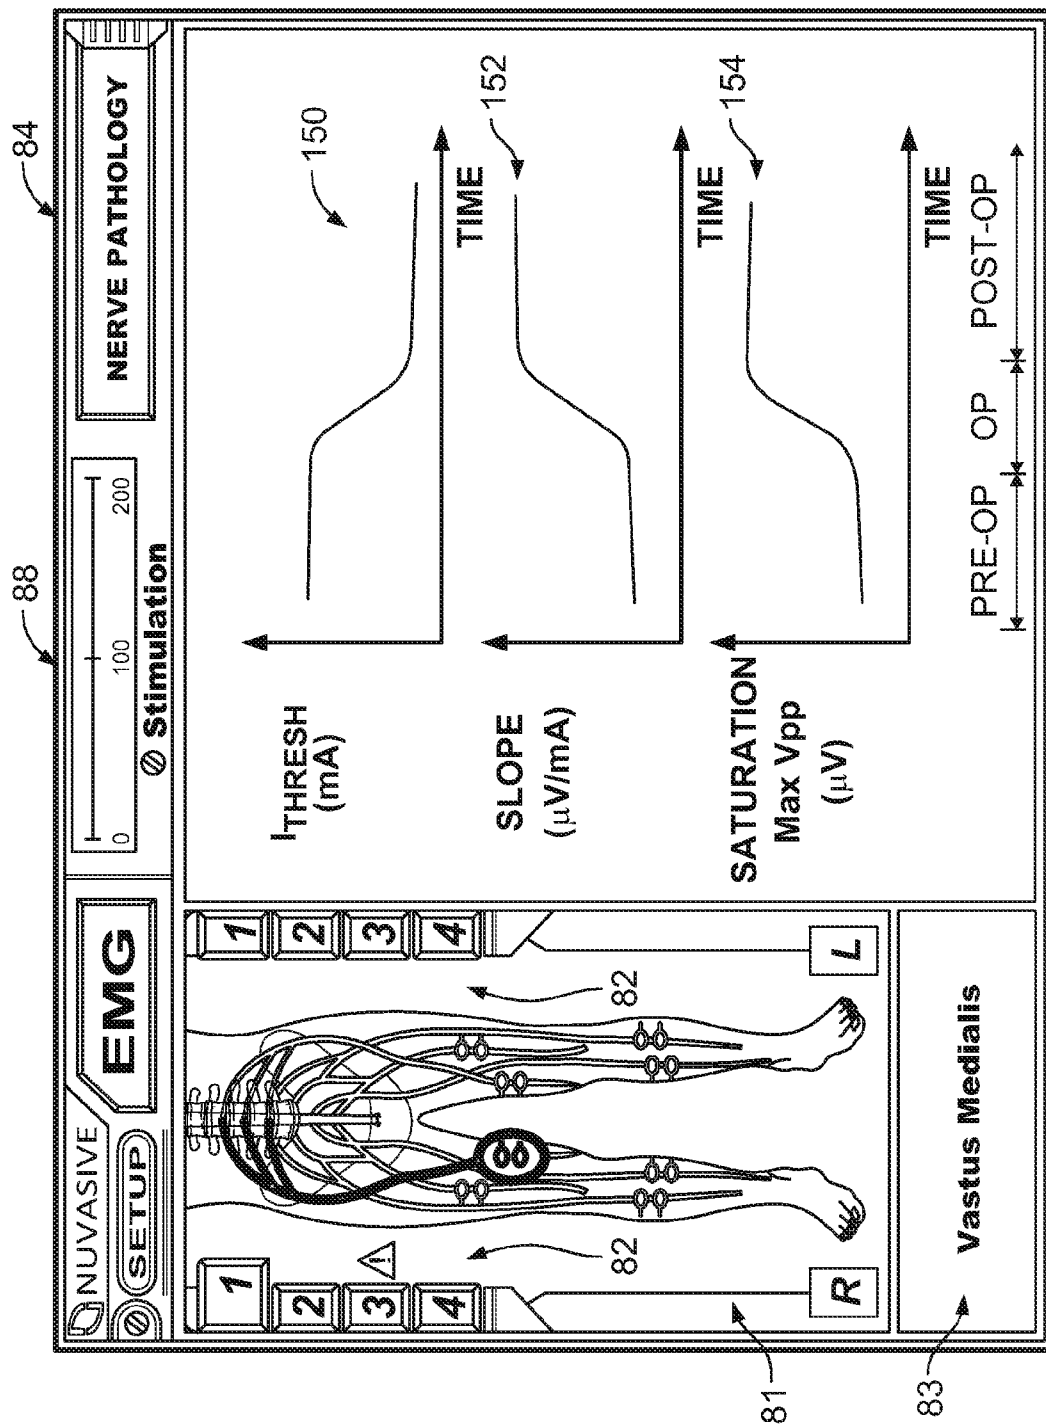 88
84
NUVASIVE
SETUP
EMG
0 100 200
Stimulation
NERVE PATHOLOGY
1
2
3
4
R
1
2
3
4
L
82
82
81
Vastus Medialis
83
ITHRESH
(mA)
150
TIME
SLOPE
(µV/mA)
152
TIME
SATURATION
Max Vpp
(µV)
154
TIME
PRE-OP OP POST-OP